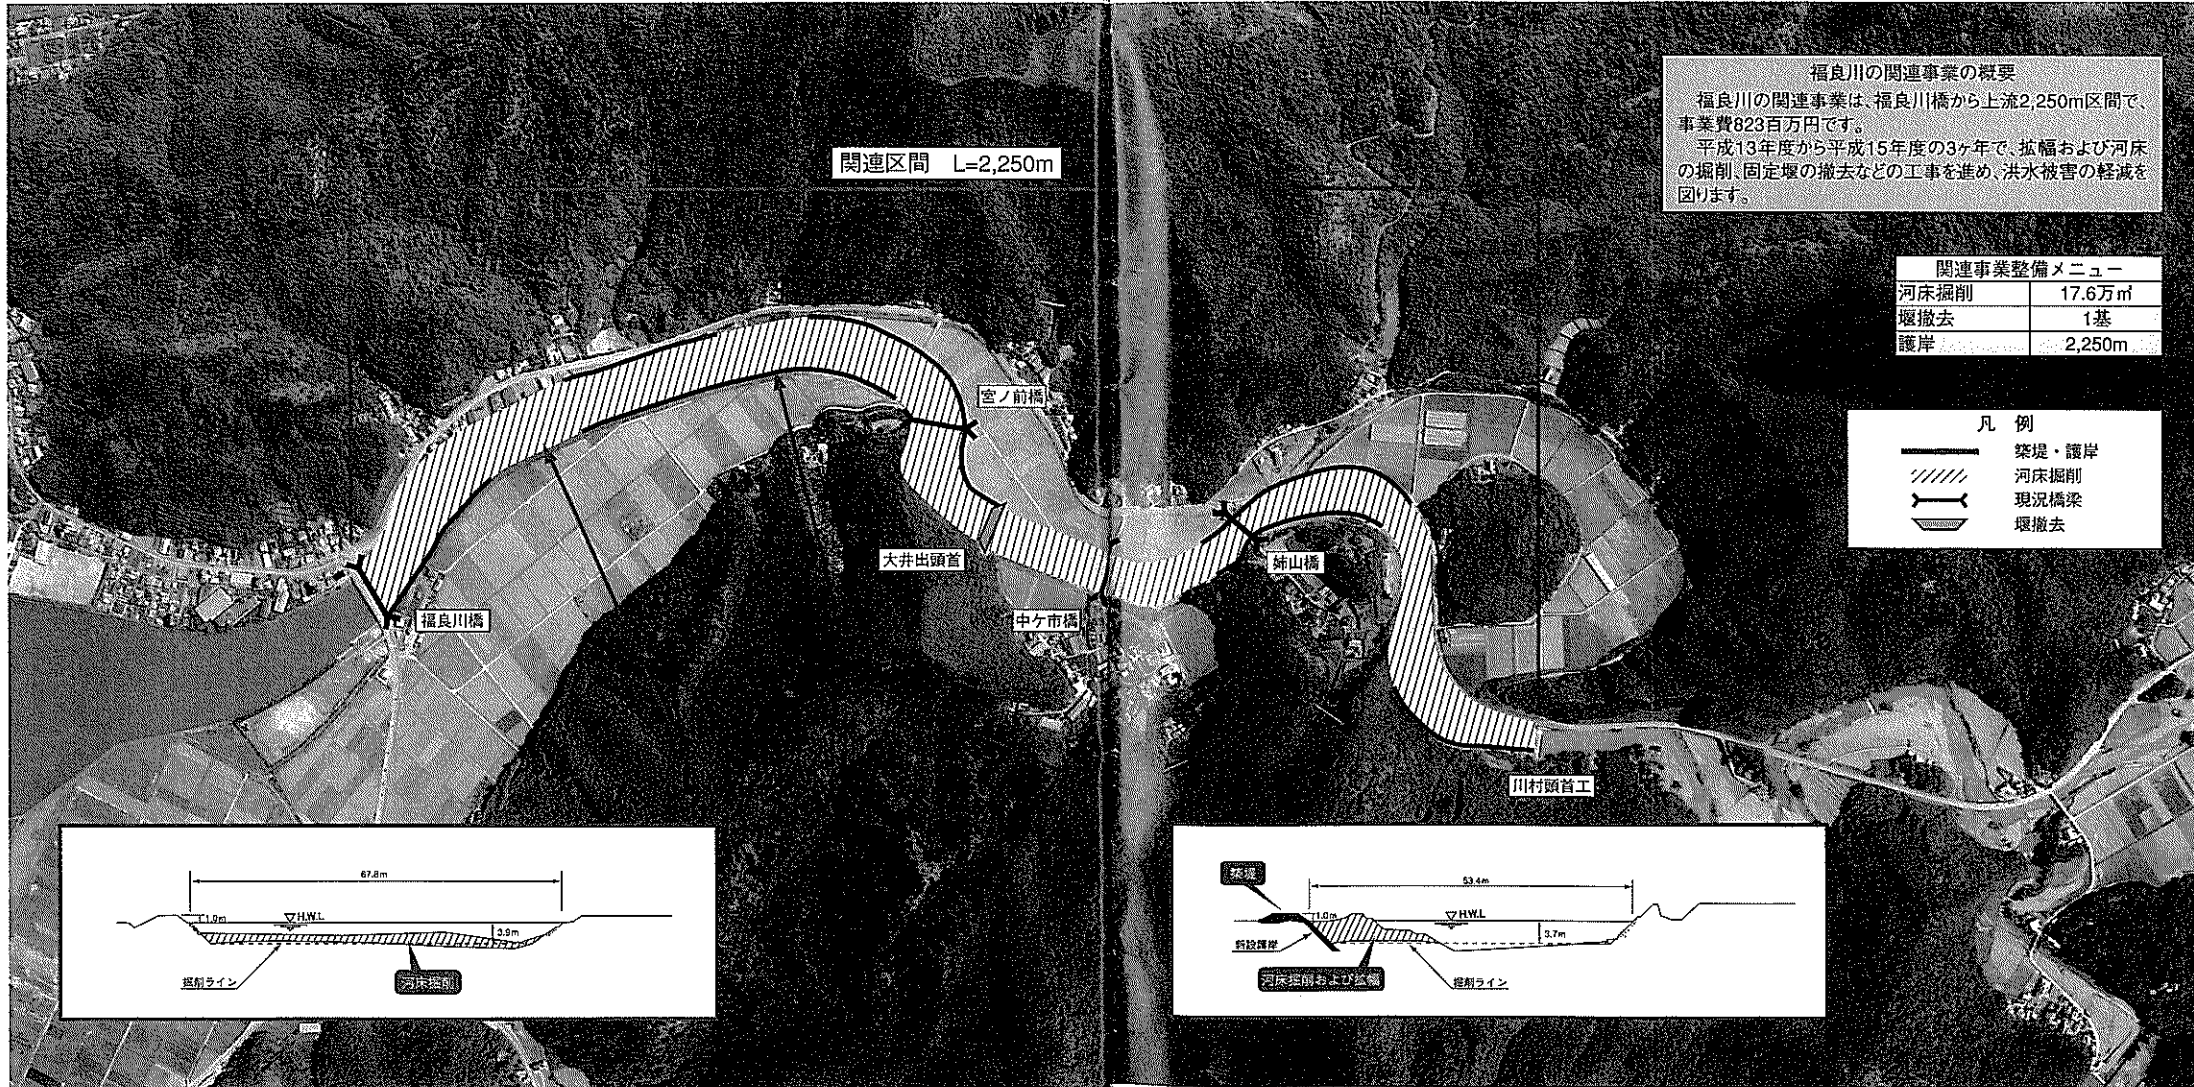 福良川の関連事業の概要
福良川の関連事業は、福良川橋から上流2,250m区間で、
事業費823百万円です。
平成13年度から平成15年度の3ヶ年で、拡幅および河床
の掘削、固定堰の撤去などの工事を進め、洪水被害の軽減を
図ります。
関連区間 L=2,250m
関連事業整備メニュー
河床掘削 17.6万㎥
堰撤去 1基
護岸 2,250m
凡例
築堤・護岸
河床掘削
現況橋梁
堰撤去
宮ノ前橋
大井出頭首
姉山橋
福良川橋
中ケ市橋
川村頭首工
67.8m
1.0m
H.W.L
3.9m
掘削ライン
河床掘削
築堤
53.4m
1.0m
H.W.L
3.7m
新設護岸
河床掘削および拡幅
掘削ライン